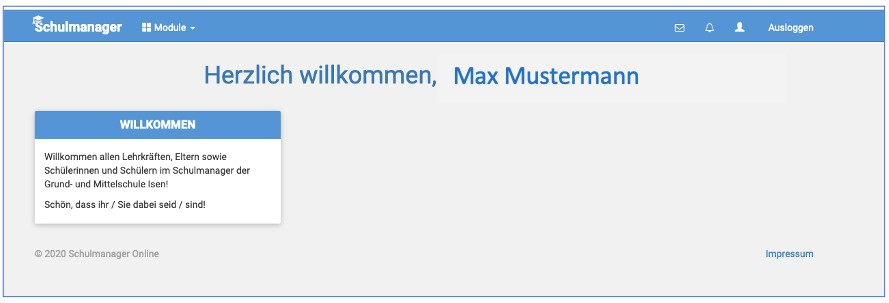 Schulmanager Module Ausloggen
Herzlich willkommen, Max Mustermann
WILLKOMMEN
Willkommen allen Lehrkräften, Eltern sowie
Schülerinnen und Schülern im Schulmanager der
Grund- und Mittelschule Isen!
Schön, dass ihr / Sie dabei seid / sind!
© 2020 Schulmanager Online Impressum